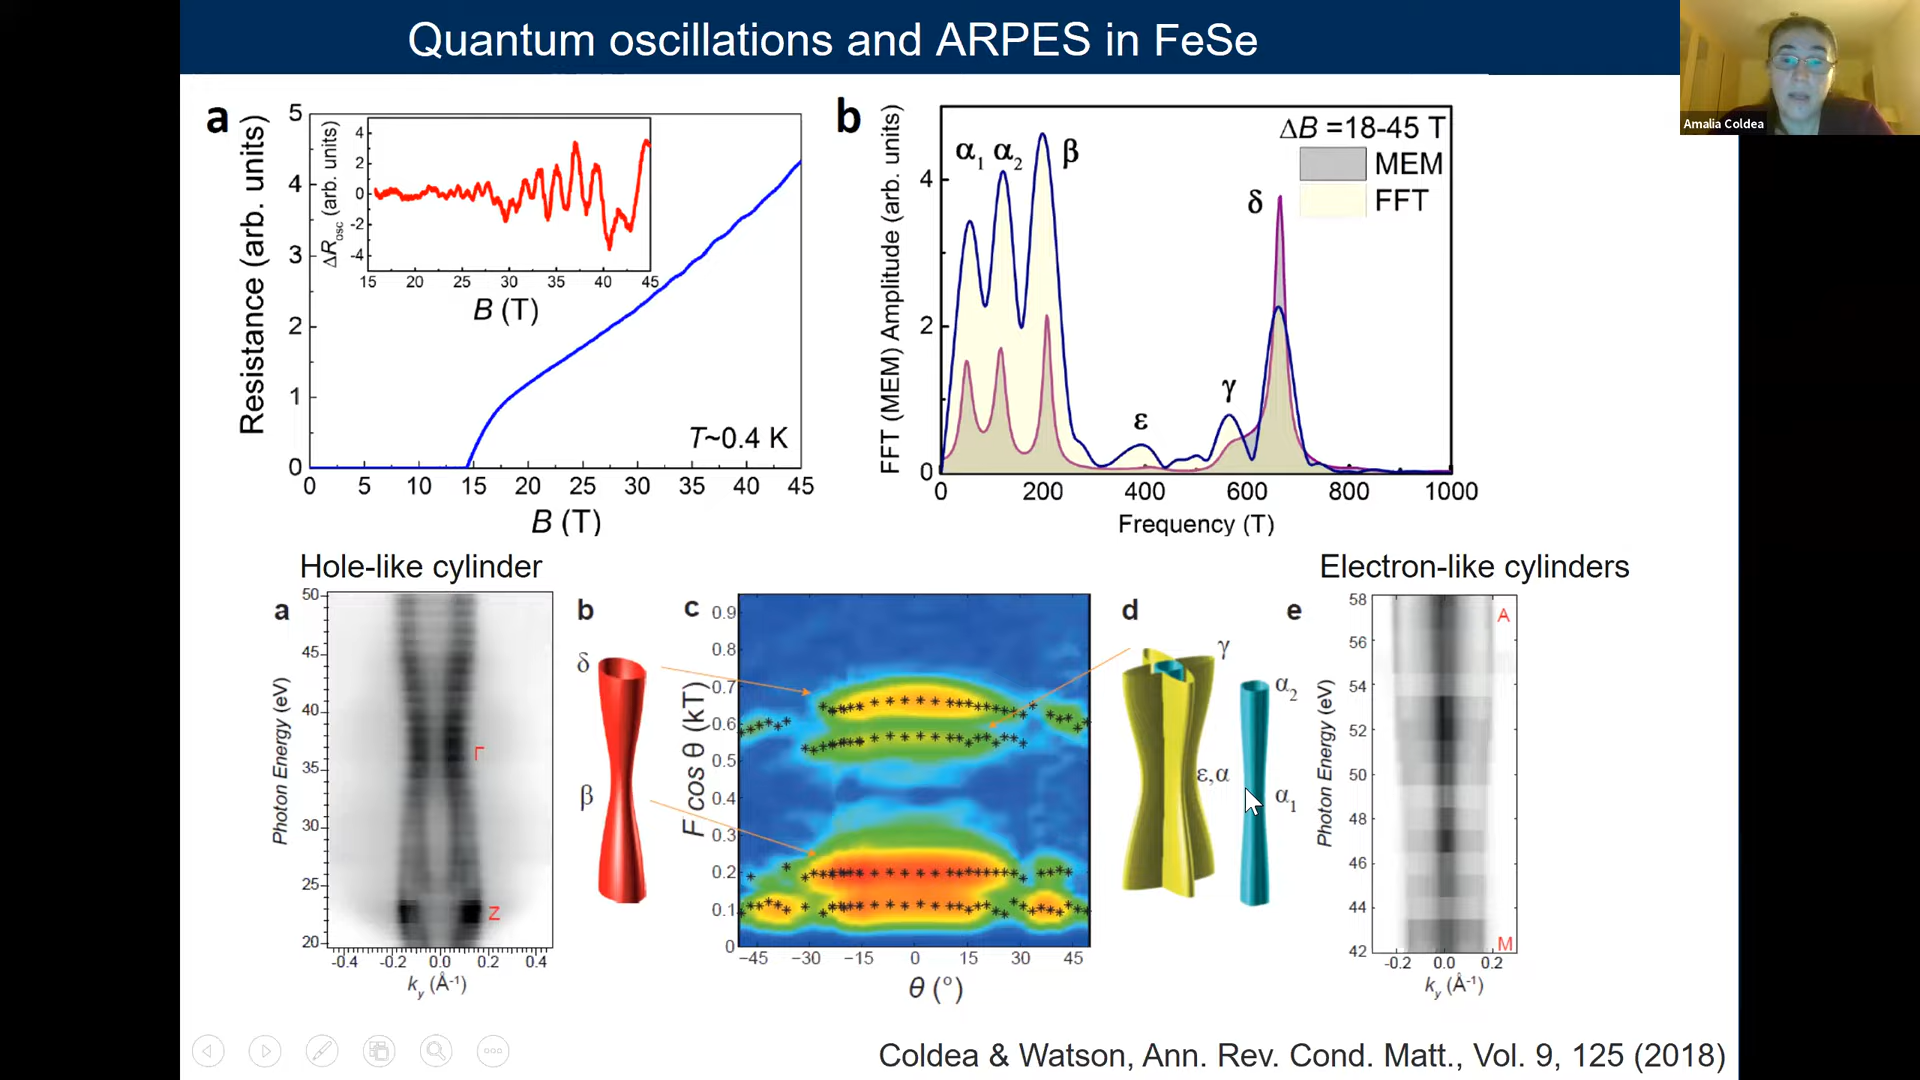 Quantum oscillations and ARPES in FeSe
Amalia Coldea
a
Resistance (arb. units)
5
4
3
2
1
0
0 5 10 15 20 25 30 35 40 45
B (T)
T~0.4 K
ΔRosc (arb. units)
4
2
0
-2
-4
15 20 25 30 35 40 45
B (T)
b
FFT (MEM) Amplitude (arb. units)
4
2
0
0 200 400 600 800 1000
Frequency (T)
ΔB =18-45 T
MEM
FFT
α1 α2 β
ε
γ
δ
Hole-like cylinder
Electron-like cylinders
a
Photon Energy (eV)
50
45
40
35
30
25
20
Γ
Z
-0.4 -0.2 0.0 0.2 0.4
ky (Å-1)
b
δ
β
c
F cos θ (kT)
0.9
0.8
0.7
0.6
0.5
0.4
0.3
0.2
0.1
0
−45 −30 −15 0 15 30 45
θ (°)
d
γ
ε,α
α2
α1
e
Photon Energy (eV)
58
56
54
52
50
48
46
44
42
A
M
-0.2 0.0 0.2
ky (Å-1)
Coldea & Watson, Ann. Rev. Cond. Matt., Vol. 9, 125 (2018)